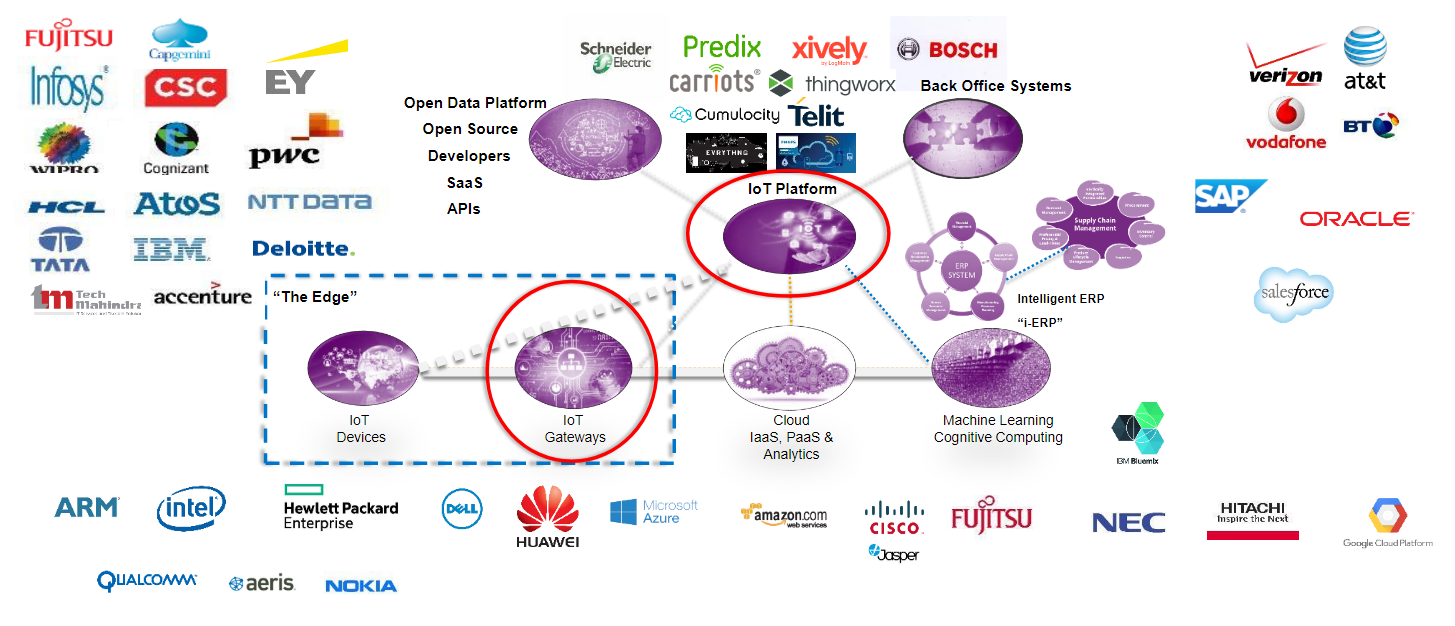 FUJITSU
Capgemini
EY
Infosys®
CSC
WIPRO
Cognizant
pwc
HCL
Atos
NTT DATA
TATA
IBM
Deloitte.
Tech
Mahindra
accenture
Schneider
Electric
Predix
xively
by LogMeIn
BOSCH
carriots®
thingworx
Cumulocity
Telit
EVRYTHNG
PHILIPS
verizon
at&t
vodafone
BT
SAP
ORACLE
salesforce
Open Data Platform
Open Source
Developers
SaaS
APIs
Back Office Systems
IoT Platform
IOT
ERP
SYSTEM
Supply Chain
Management
Procurement
Intelligent ERP
“i-ERP”
“The Edge”
IoT
Devices
IoT
Gateways
Cloud
IaaS, PaaS &
Analytics
Machine Learning
Cognitive Computing
IBM Bluemix
ARM
intel
Hewlett Packard
Enterprise
DELL
HUAWEI
Microsoft
Azure
amazon.com
web services
CISCO
Jasper
FUJITSU
NEC
HITACHI
Inspire the Next
Google Cloud Platform
QUALCOMM
aeris
NOKIA